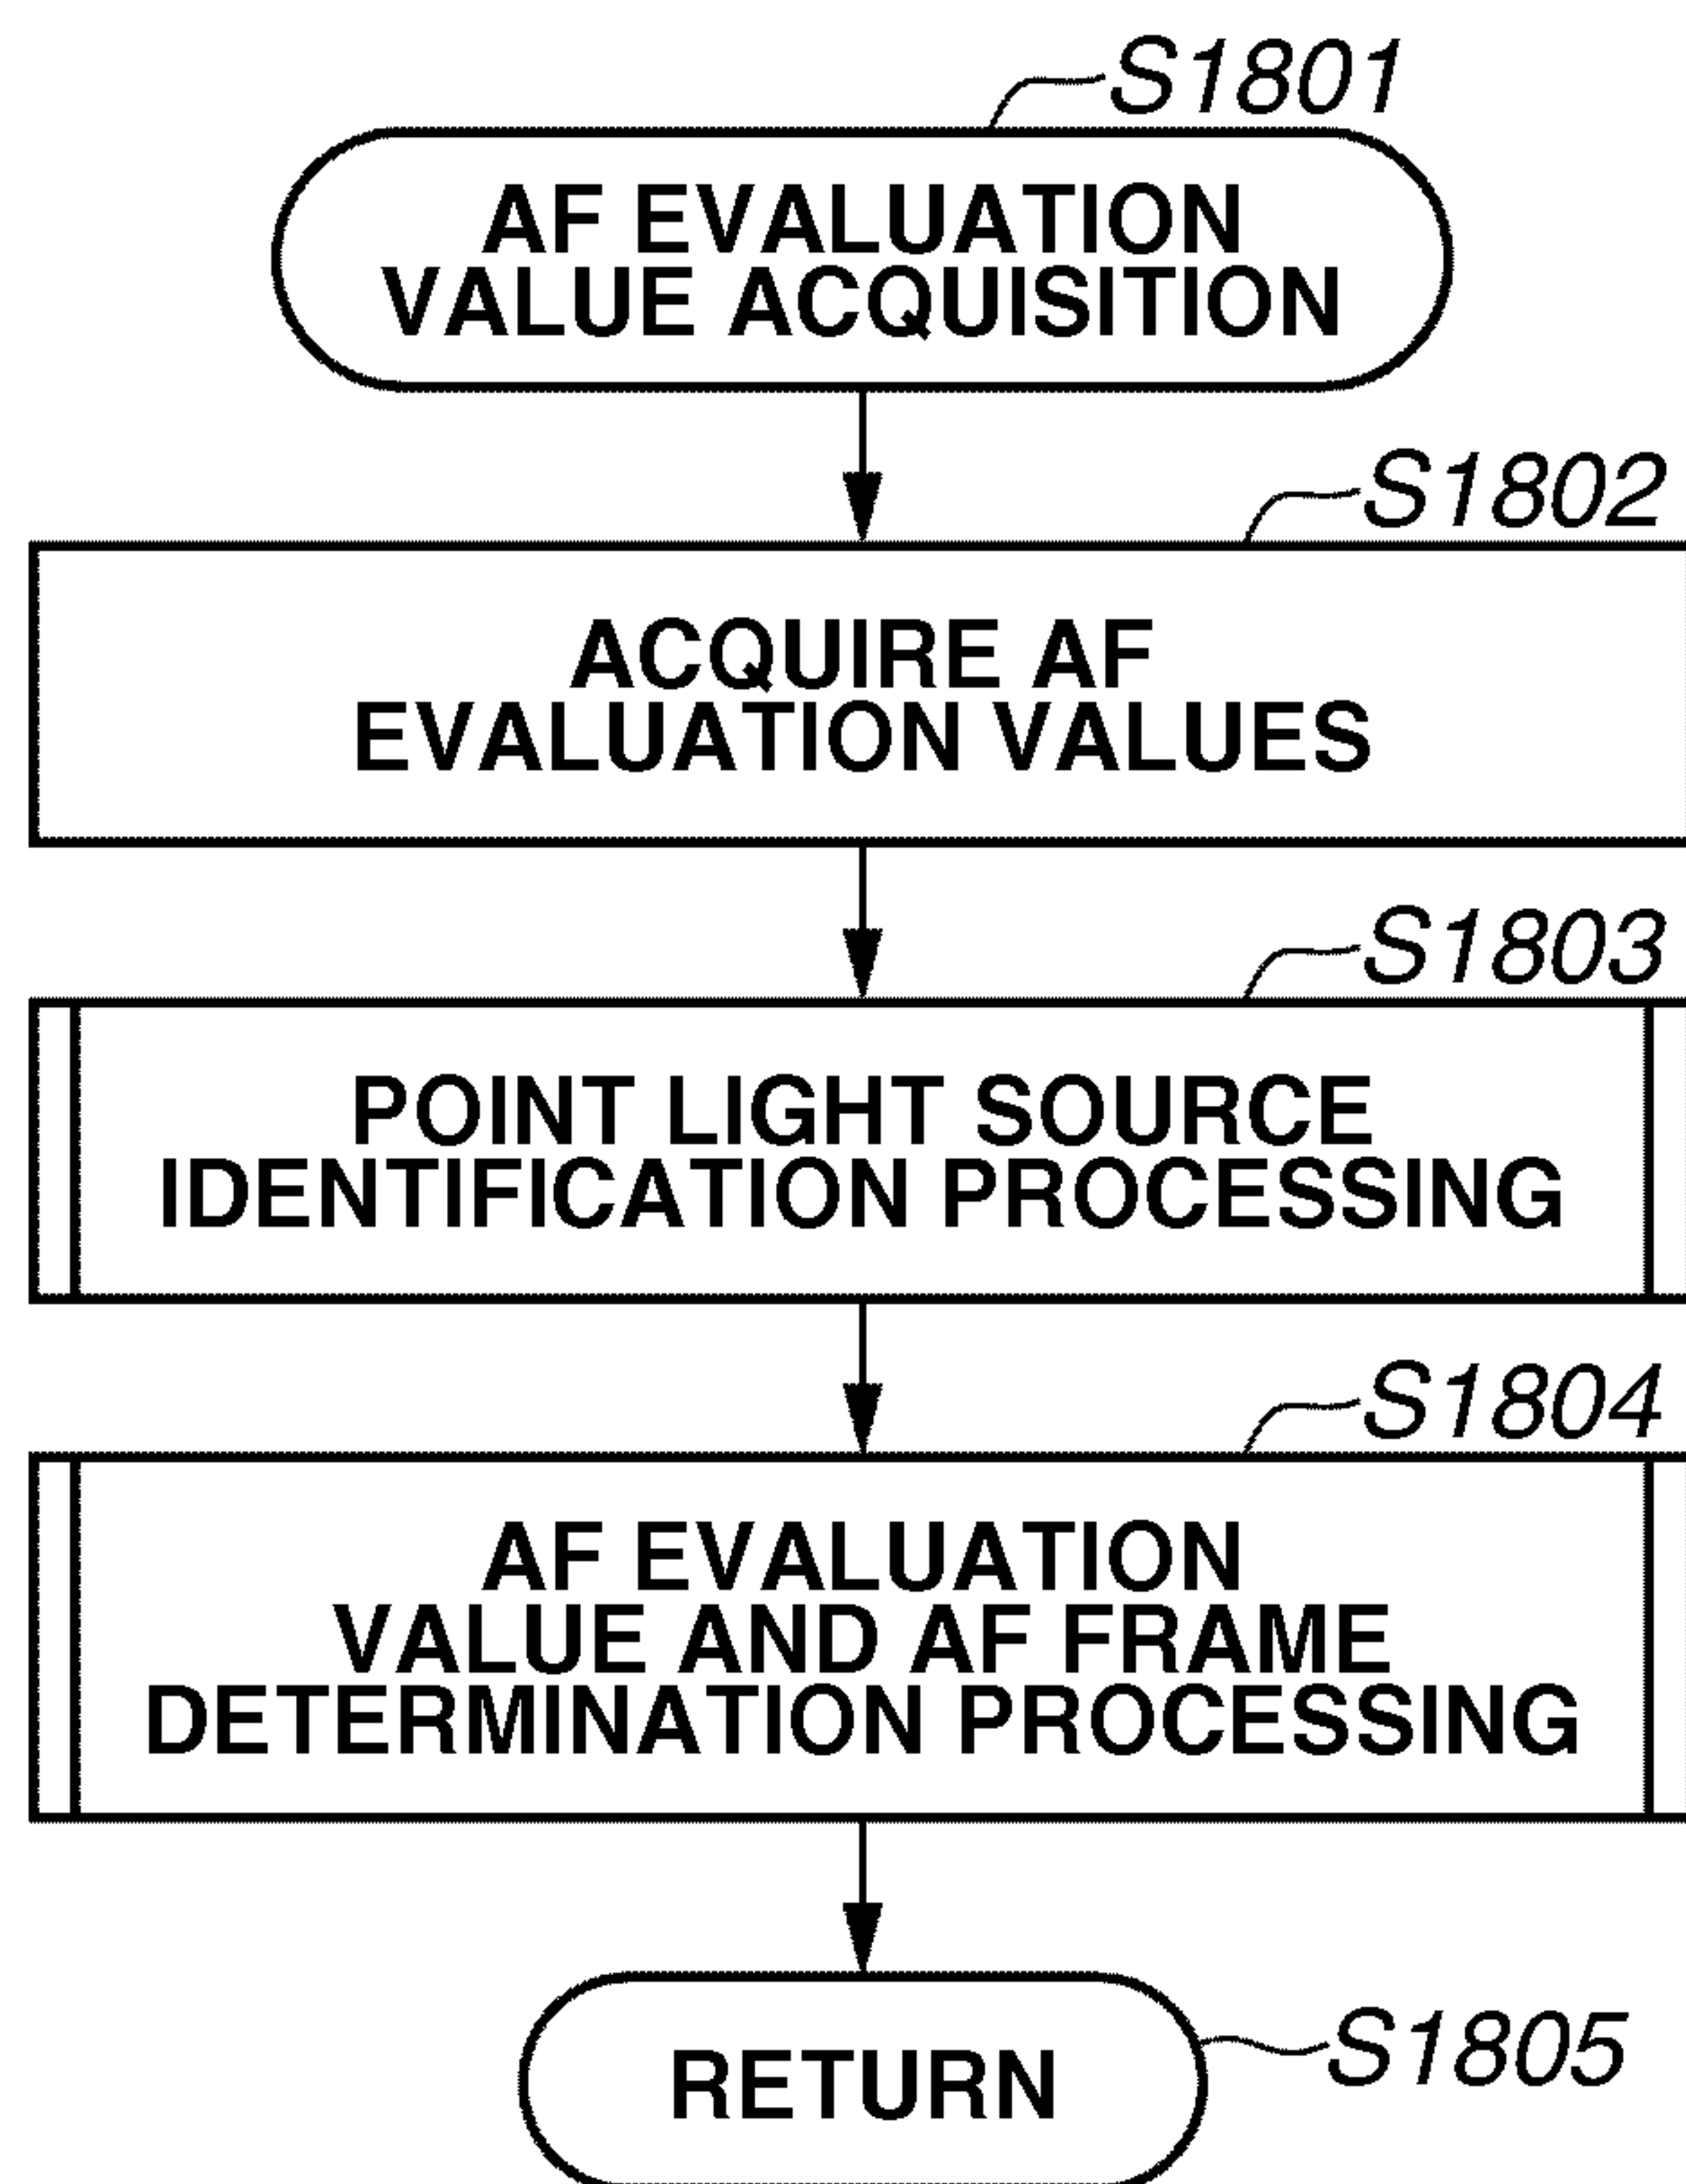 S1801
AF EVALUATION
VALUE ACQUISITION
S1802
ACQUIRE AF
EVALUATION VALUES
S1803
POINT LIGHT SOURCE
IDENTIFICATION PROCESSING
S1804
AF EVALUATION
VALUE AND AF FRAME
DETERMINATION PROCESSING
RETURN
S1805